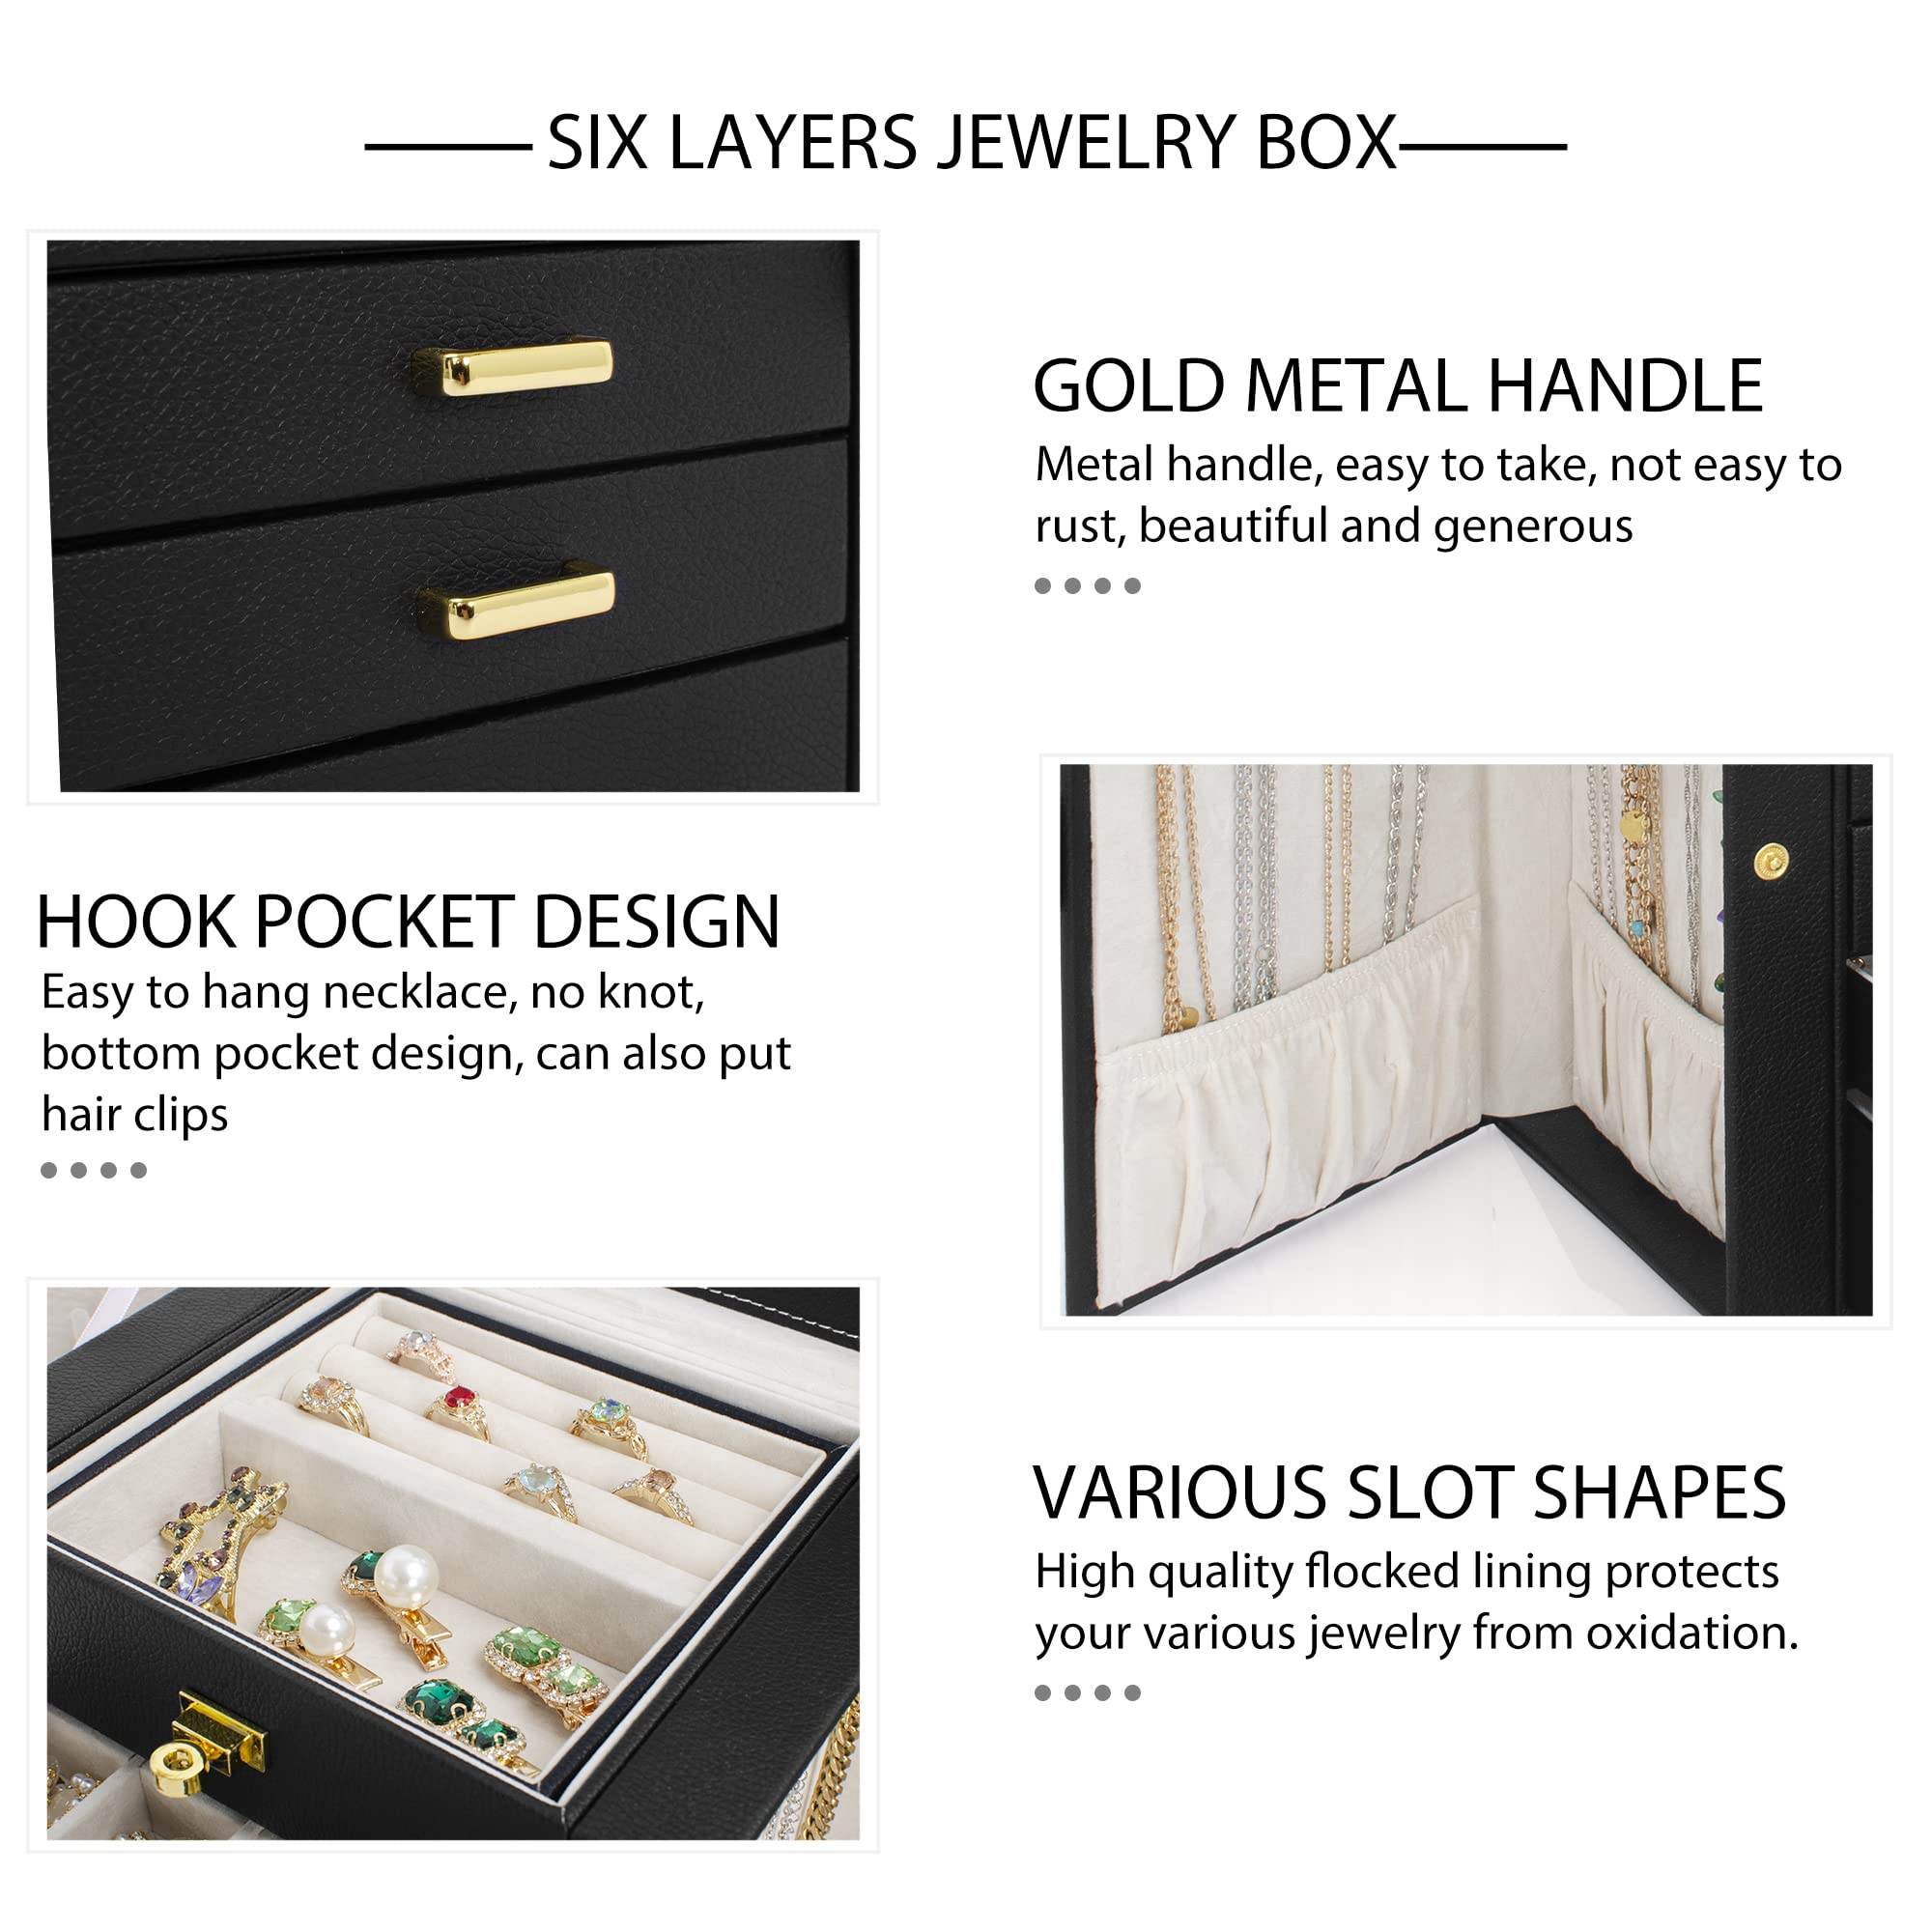 SIX LAYERS JEWELRY BOX
GOLD METAL HANDLE
Metal handle, easy to take, not easy to
rust, beautiful and generous
HOOK POCKET DESIGN
Easy to hang necklace, no knot,
bottom pocket design, can also put
hair clips
VARIOUS SLOT SHAPES
High quality flocked lining protects
your various jewelry from oxidation.